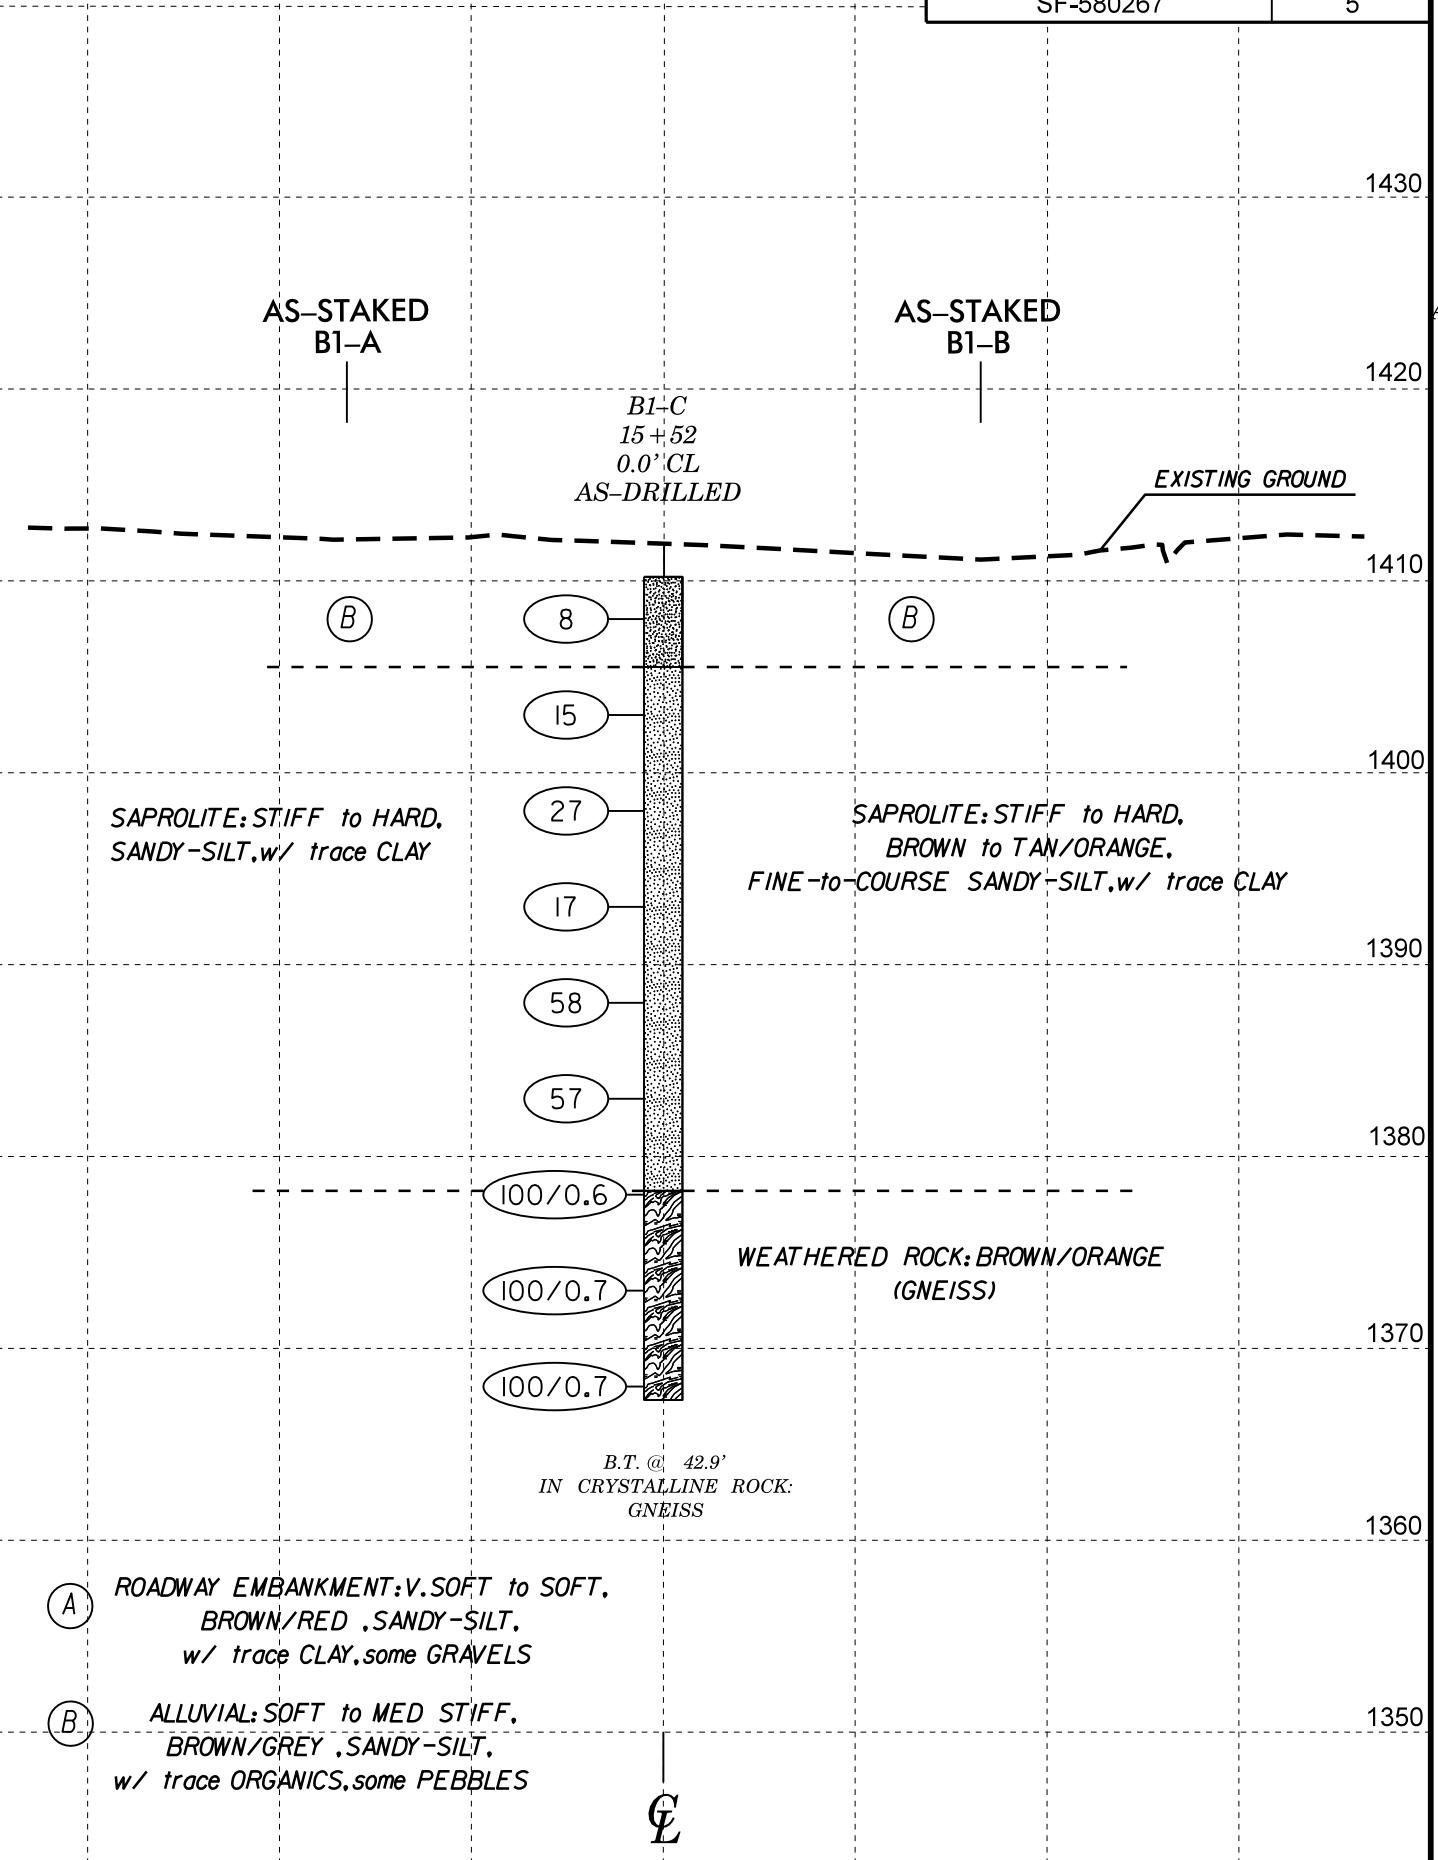 SF-580267 5
1430
AS–STAKED
B1–A
AS–STAKED
B1–B
1420
B1–C
15+52
0.0' CL
AS–DRILLED
EXISTING GROUND
1410
B
8
B
15
1400
27
SAPROLITE: STIFF to HARD,
SANDY-SILT, w/ trace CLAY
SAPROLITE: STIFF to HARD,
BROWN to TAN/ORANGE,
FINE-to-COURSE SANDY-SILT, w/ trace CLAY
17
1390
58
57
1380
100/0.6
WEATHERED ROCK: BROWN/ORANGE
(GNEISS)
100/0.7
1370
100/0.7
B.T. @ 42.9'
IN CRYSTALLINE ROCK:
GNEISS
1360
A
ROADWAY EMBANKMENT: V. SOFT to SOFT,
BROWN/RED , SANDY-SILT,
w/ trace CLAY, some GRAVELS
B
ALLUVIAL: SOFT to MED STIFF,
BROWN/GREY , SANDY-SILT,
w/ trace ORGANICS, some PEBBLES
1350
℄